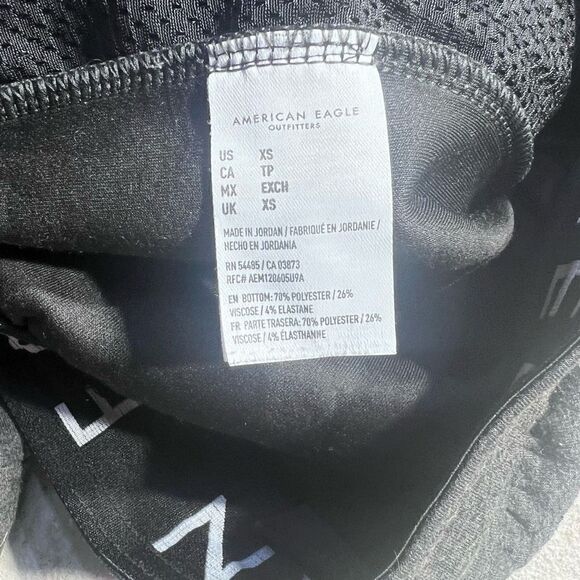 AMERICAN EAGLE
OUTFITTERS
US XS
CA TP
MX EXCH
UK XS
MADE IN JORDAN / FABRIQUÉ EN JORDANIE /
HECHO EN JORDANIA
RN 54485 / CA 03873
RFC# AEM120605U9A
EN BOTTOM: 70% POLYESTER / 26%
VISCOSE / 4% ELASTANE
FR PARTE TRASERA: 70% POLYESTER / 26%
VISCOSE / 4% ÉLASTHANNE